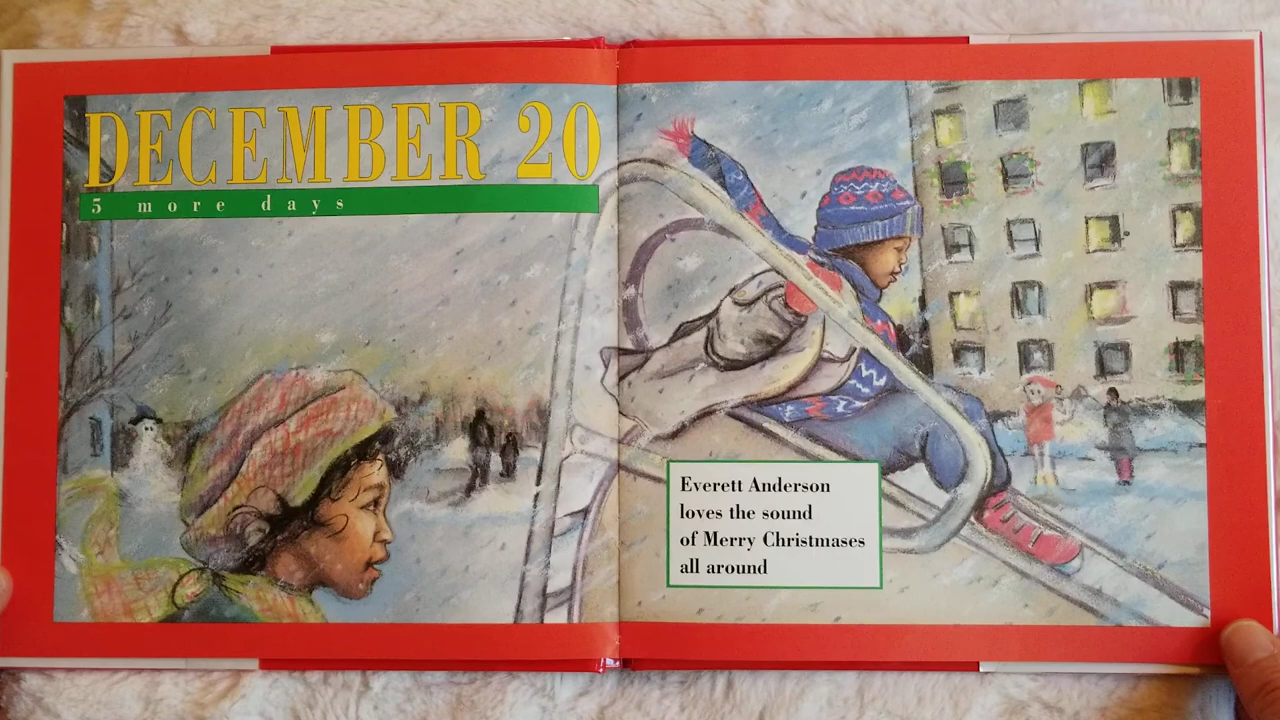 DECEMBER 20
5 more days
Everett Anderson
loves the sound
of Merry Christmases
all around